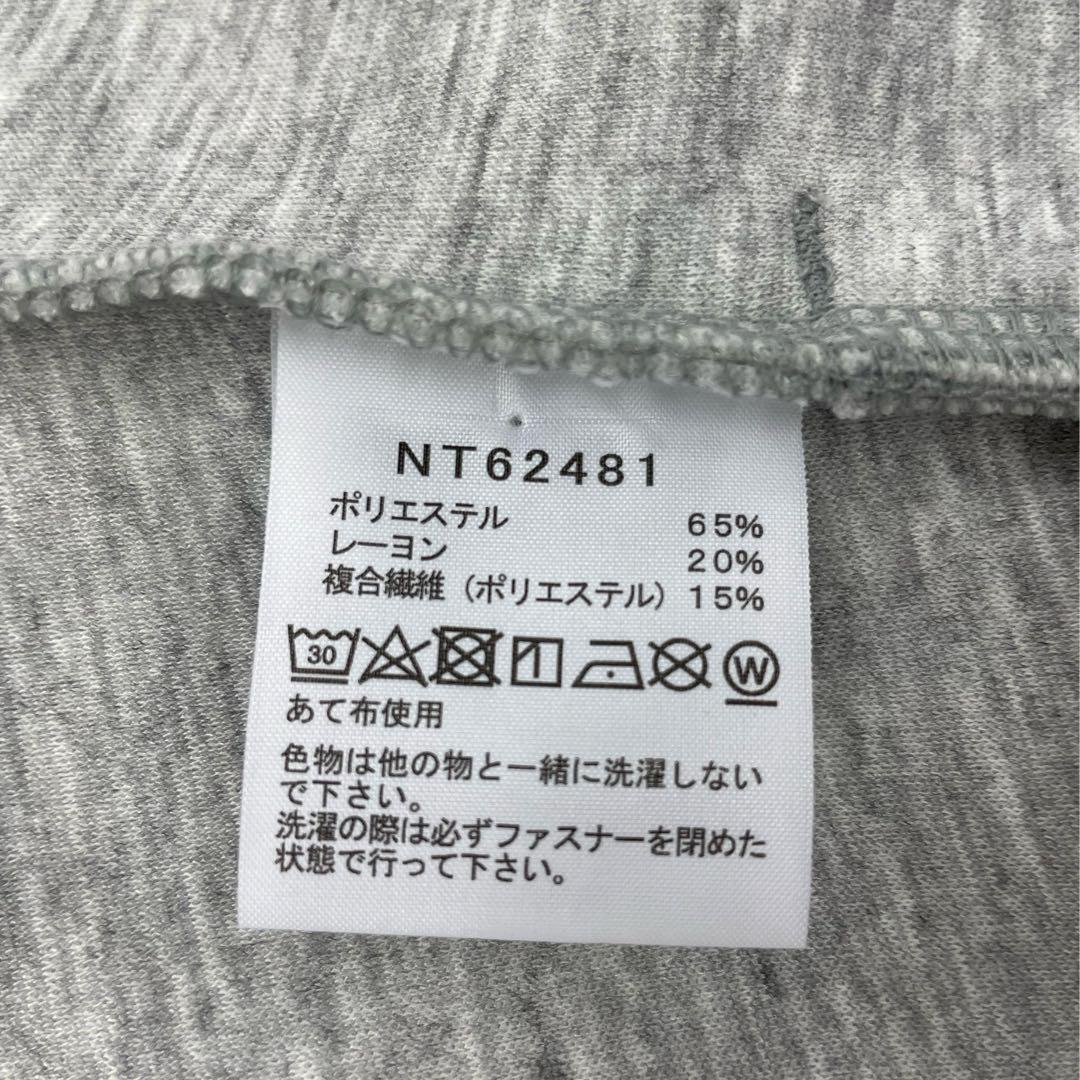 NT62481
ポリエステル 65%
レーヨン 20%
複合繊維（ポリエステル）15%
30 W
あて布使用
色物は他の物と一緒に洗濯しない
で下さい。
洗濯の際は必ずファスナーを閉めた
状態で行って下さい。